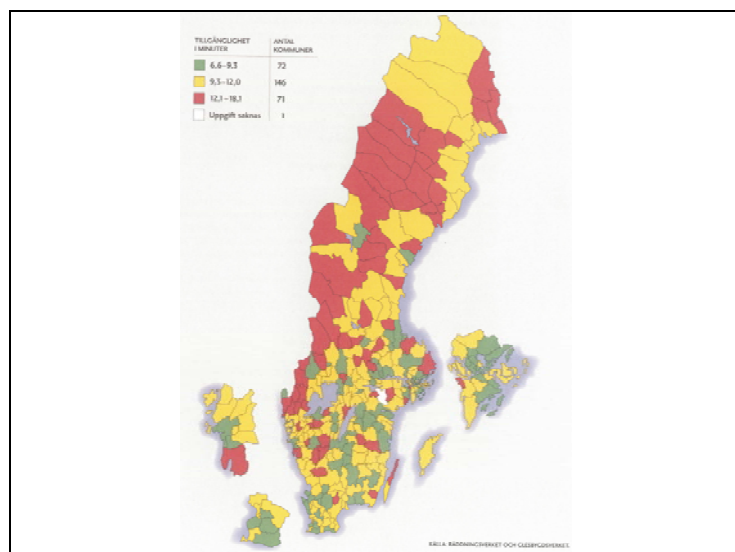 TILLGÄNGLIGHET
I MINUTER
ANTAL
KOMMUNER
6,6–9,3 72
9,3–12,0 146
12,1–18,1 71
Uppgift saknas 1
KÄLLA: RÄDDNINGSVERKET OCH GLESBYGDSVERKET.